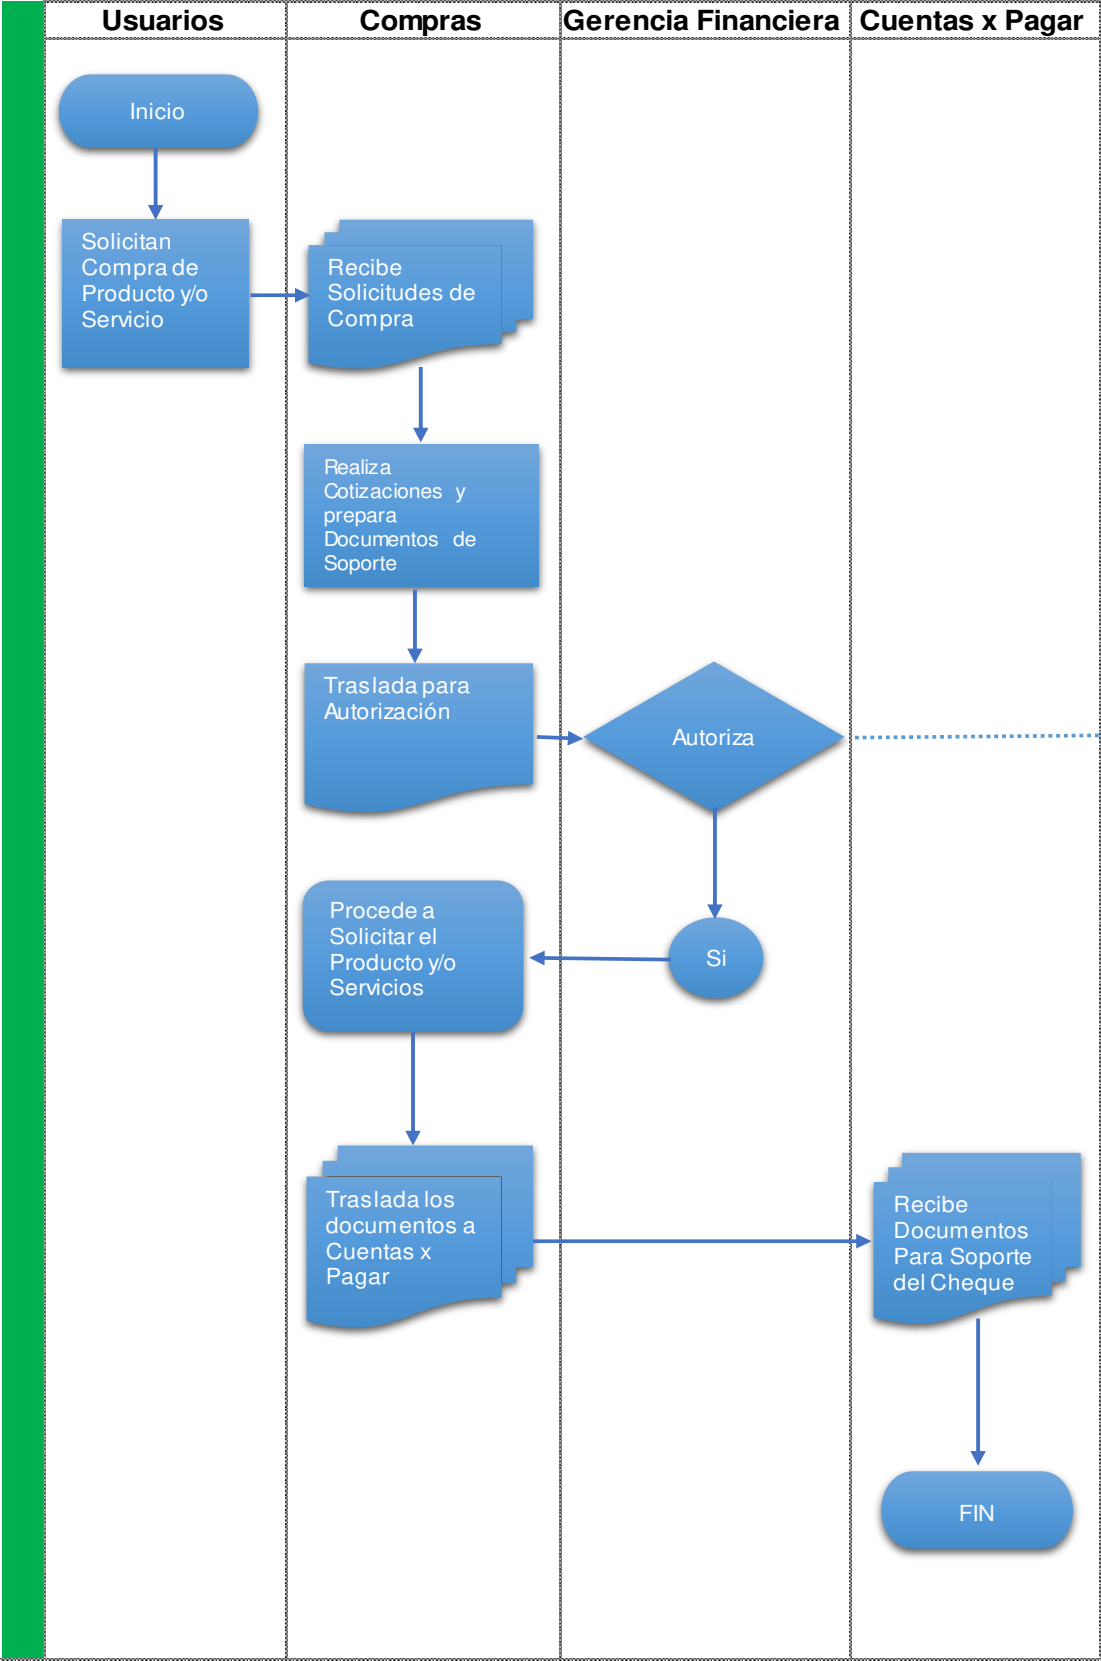 Usuarios
Compras
Gerencia Financiera
Cuentas x Pagar
Inicio
Solicitan
Compra de
Producto y/o
Servicio
Recibe
Solicitudes de
Compra
Realiza
Cotizaciones y
prepara
Documentos de
Soporte
Traslada para
Autorización
Autoriza
Procede a
Solicitar el
Producto y/o
Servicios
Si
Traslada los
documentos a
Cuentas x
Pagar
Recibe
Documentos
Para Soporte
del Cheque
FIN